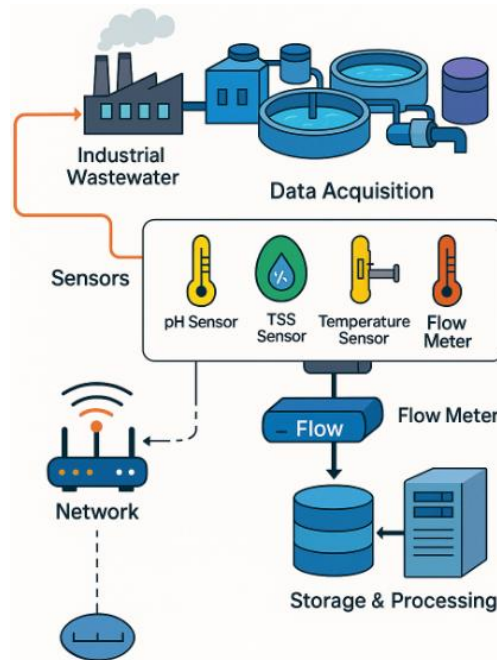 Industrial
Wastewater
Data Acquisition
Sensors
pH Sensor
TSS
Sensor
Temperature
Sensor
Flow
Meter
Flow
Flow Meter
Network
Storage & Processing